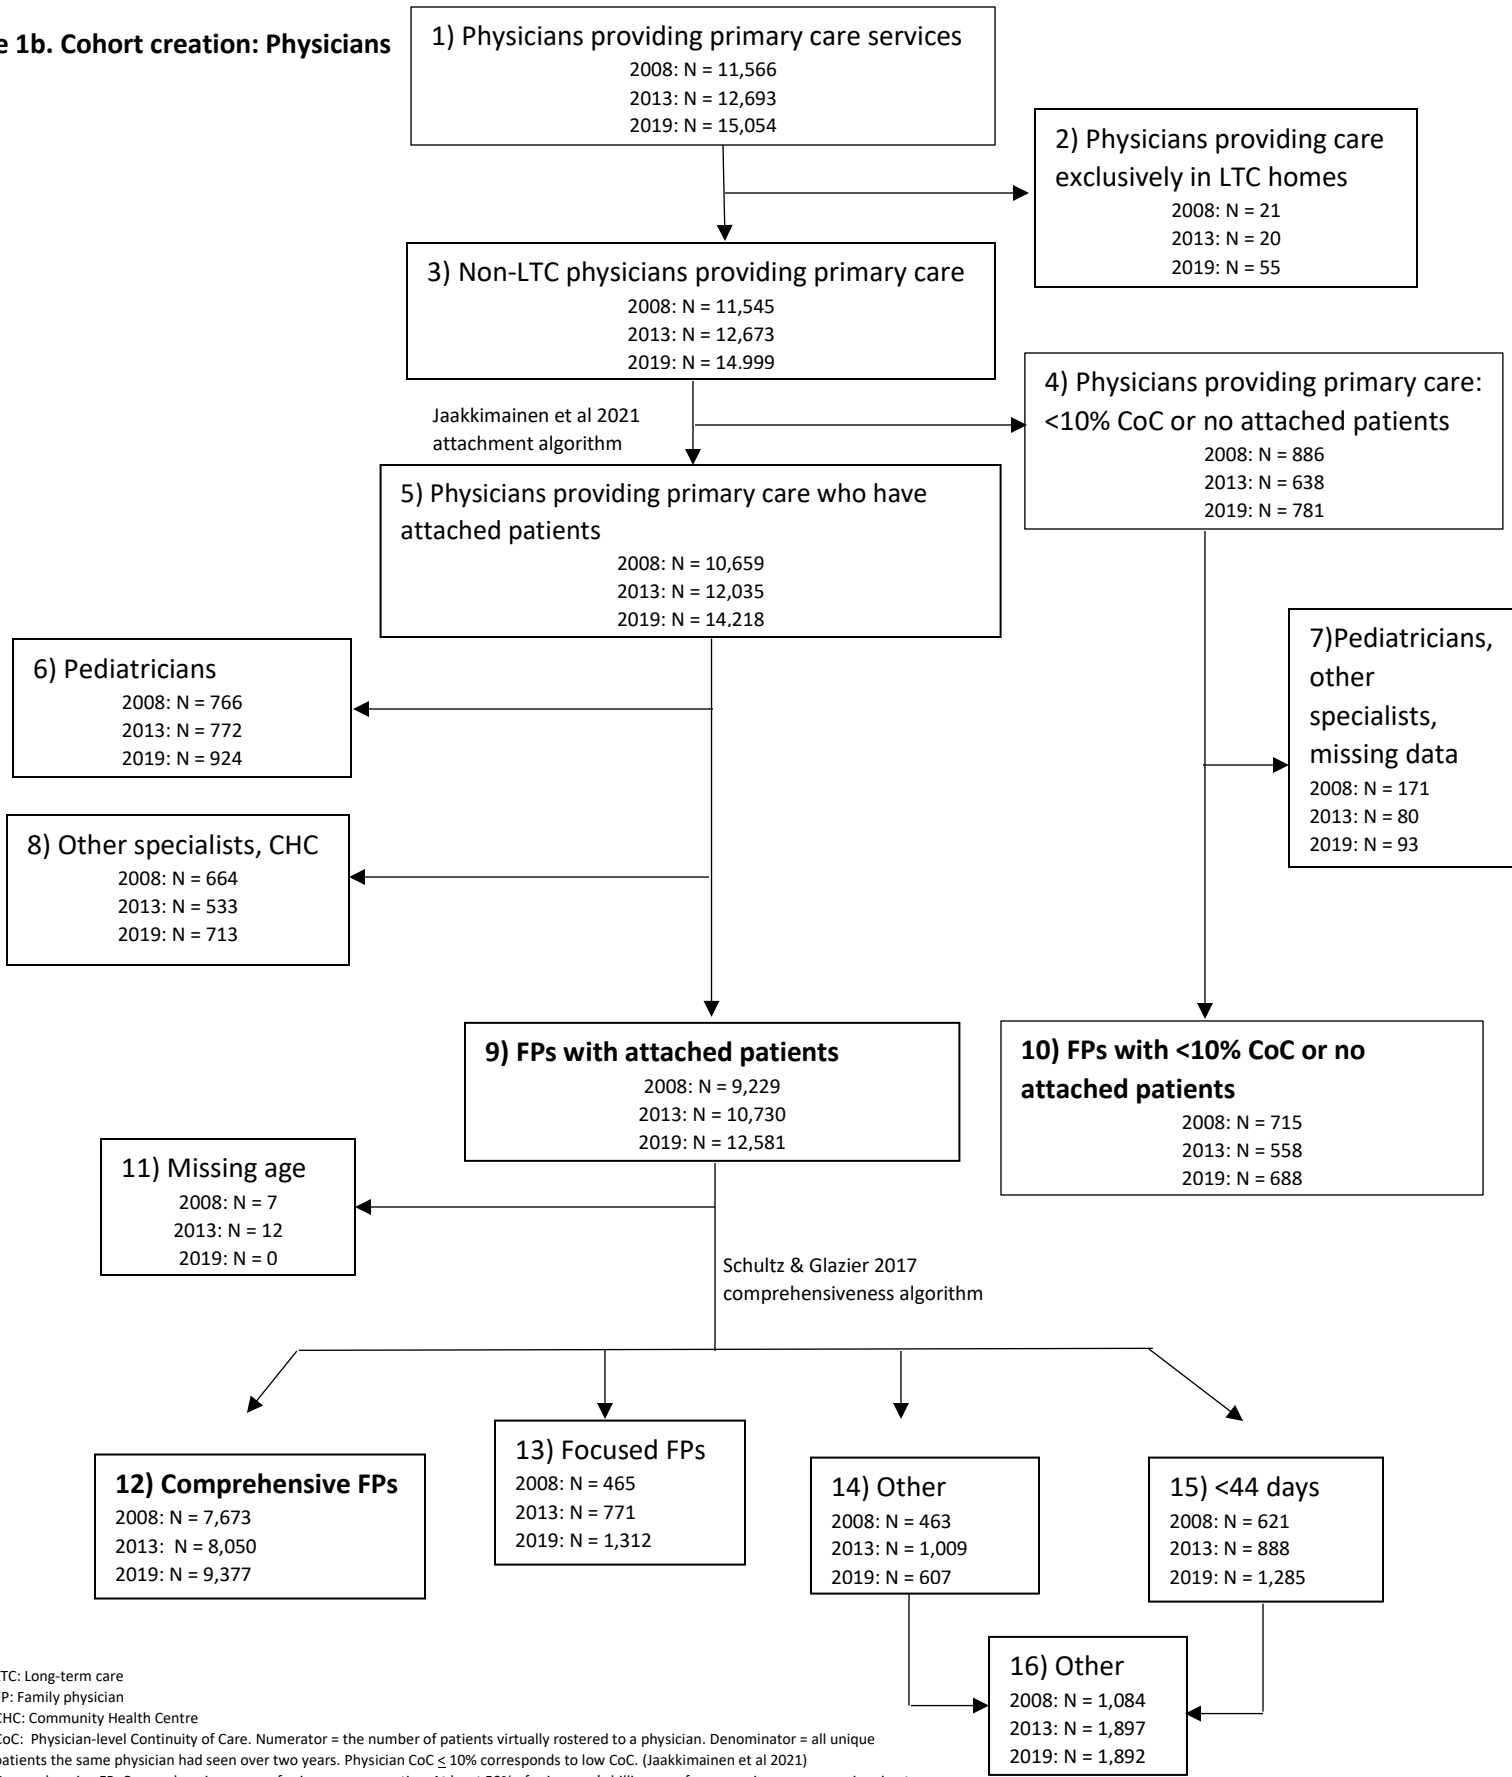 e 1b. Cohort creation: Physicians
1) Physicians providing primary care services
2008: N = 11,566
2013: N = 12,693
2019: N = 15,054
2) Physicians providing care
exclusively in LTC homes
2008: N = 21
2013: N = 20
2019: N = 55
3) Non-LTC physicians providing primary care
2008: N = 11,545
2013: N = 12,673
2019: N = 14.999
Jaakkimainen et al 2021
attachment algorithm
4) Physicians providing primary care:
<10% CoC or no attached patients
2008: N = 886
2013: N = 638
2019: N = 781
5) Physicians providing primary care who have
attached patients
2008: N = 10,659
2013: N = 12,035
2019: N = 14,218
6) Pediatricians
2008: N = 766
2013: N = 772
2019: N = 924
7)Pediatricians,
other
specialists,
missing data
2008: N = 171
2013: N = 80
2019: N = 93
8) Other specialists, CHC
2008: N = 664
2013: N = 533
2019: N = 713
9) FPs with attached patients
2008: N = 9,229
2013: N = 10,730
2019: N = 12,581
10) FPs with <10% CoC or no
attached patients
2008: N = 715
2013: N = 558
2019: N = 688
11) Missing age
2008: N = 7
2013: N = 12
2019: N = 0
Schultz & Glazier 2017
comprehensiveness algorithm
12) Comprehensive FPs
2008: N = 7,673
2013: N = 8,050
2019: N = 9,377
13) Focused FPs
2008: N = 465
2013: N = 771
2019: N = 1,312
14) Other
2008: N = 463
2013: N = 1,009
2019: N = 607
15) <44 days
2008: N = 621
2013: N = 888
2019: N = 1,285
16) Other
2008: N = 1,084
2013: N = 1,897
2019: N = 1,892
TC: Long-term care
FP: Family physician
CHC: Community Health Centre
CoC: Physician-level Continuity of Care. Numerator = the number of patients virtually rostered to a physician. Denominator = all unique
patients the same physician had seen over two years. Physician CoC ≤ 10% corresponds to low CoC. (Jaakkimainen et al 2021)